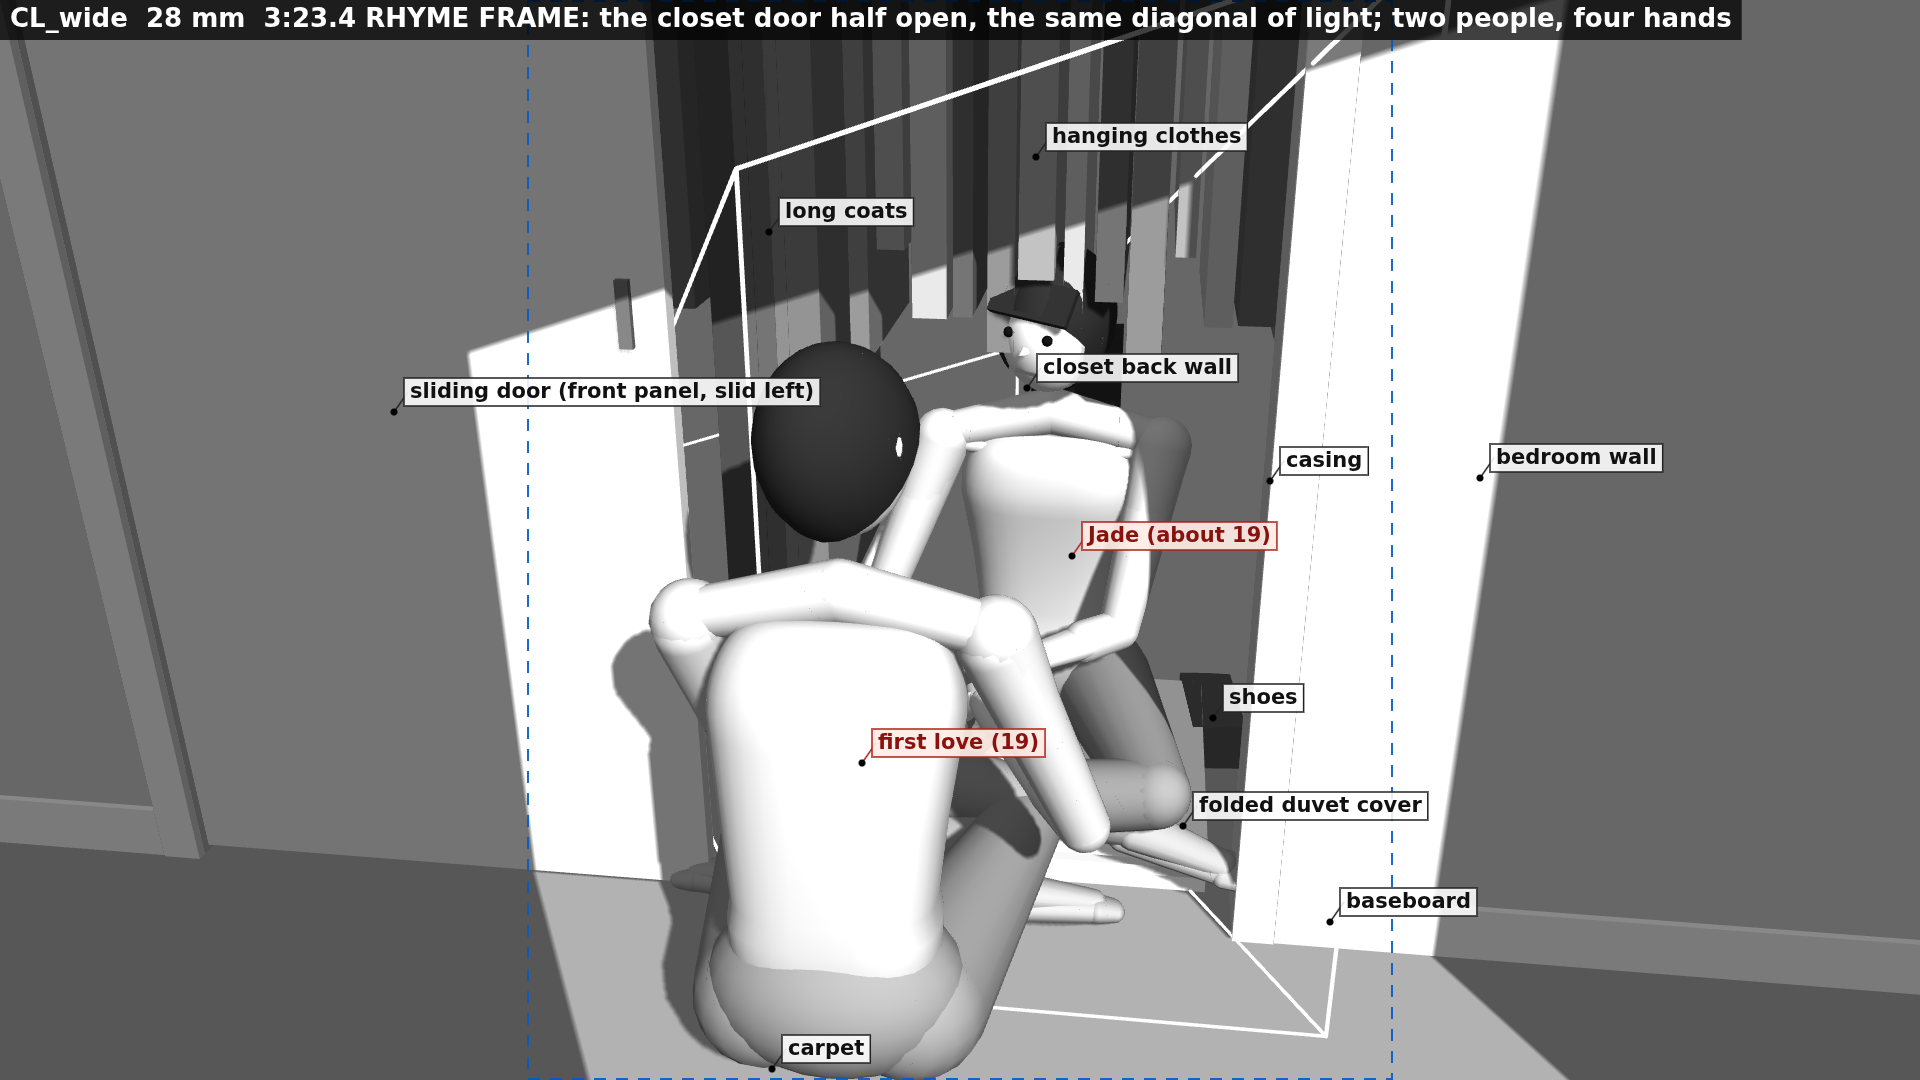 CL_wide  28 mm  3:23.4 RHYME FRAME: the closet door half open, the same diagonal of light; two people, four hands
hanging clothes
long coats
closet back wall
sliding door (front panel, slid left)
casing
bedroom wall
Jade (about 19)
shoes
first love (19)
folded duvet cover
baseboard
carpet